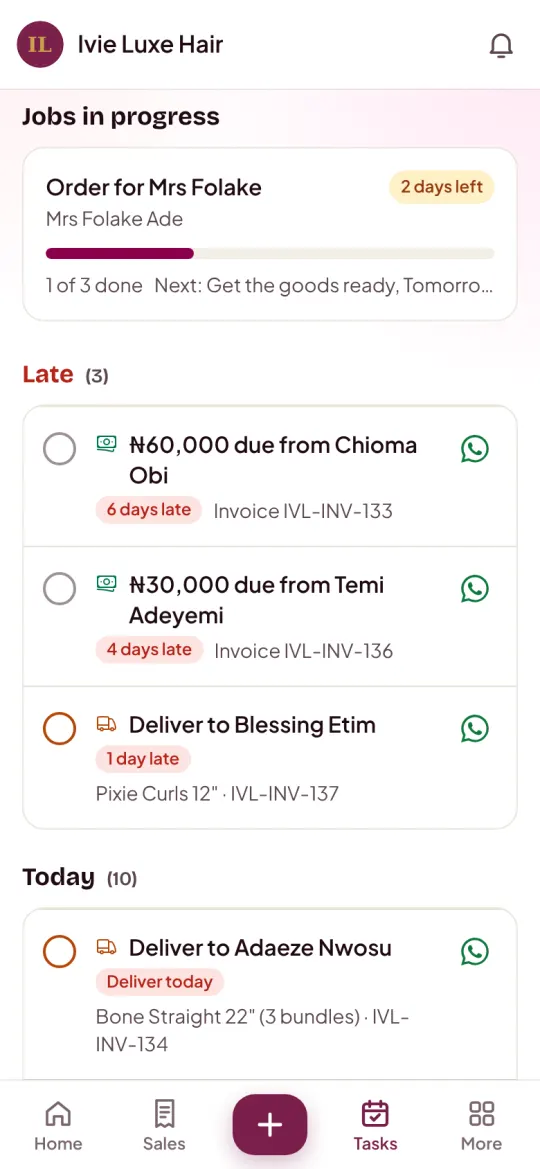 IL
Ivie Luxe Hair
Jobs in progress
Order for Mrs Folake
2 days left
Mrs Folake Ade
1 of 3 done Next: Get the goods ready, Tomorro...
Late (3)
₦60,000 due from Chioma
Obi
6 days late Invoice IVL-INV-133
₦30,000 due from Temi
Adeyemi
4 days late Invoice IVL-INV-136
Deliver to Blessing Etim
1 day late
Pixie Curls 12" · IVL-INV-137
Today (10)
Deliver to Adaeze Nwosu
Deliver today
Bone Straight 22" (3 bundles) · IVL-
INV-134
Home
Sales
Tasks
More